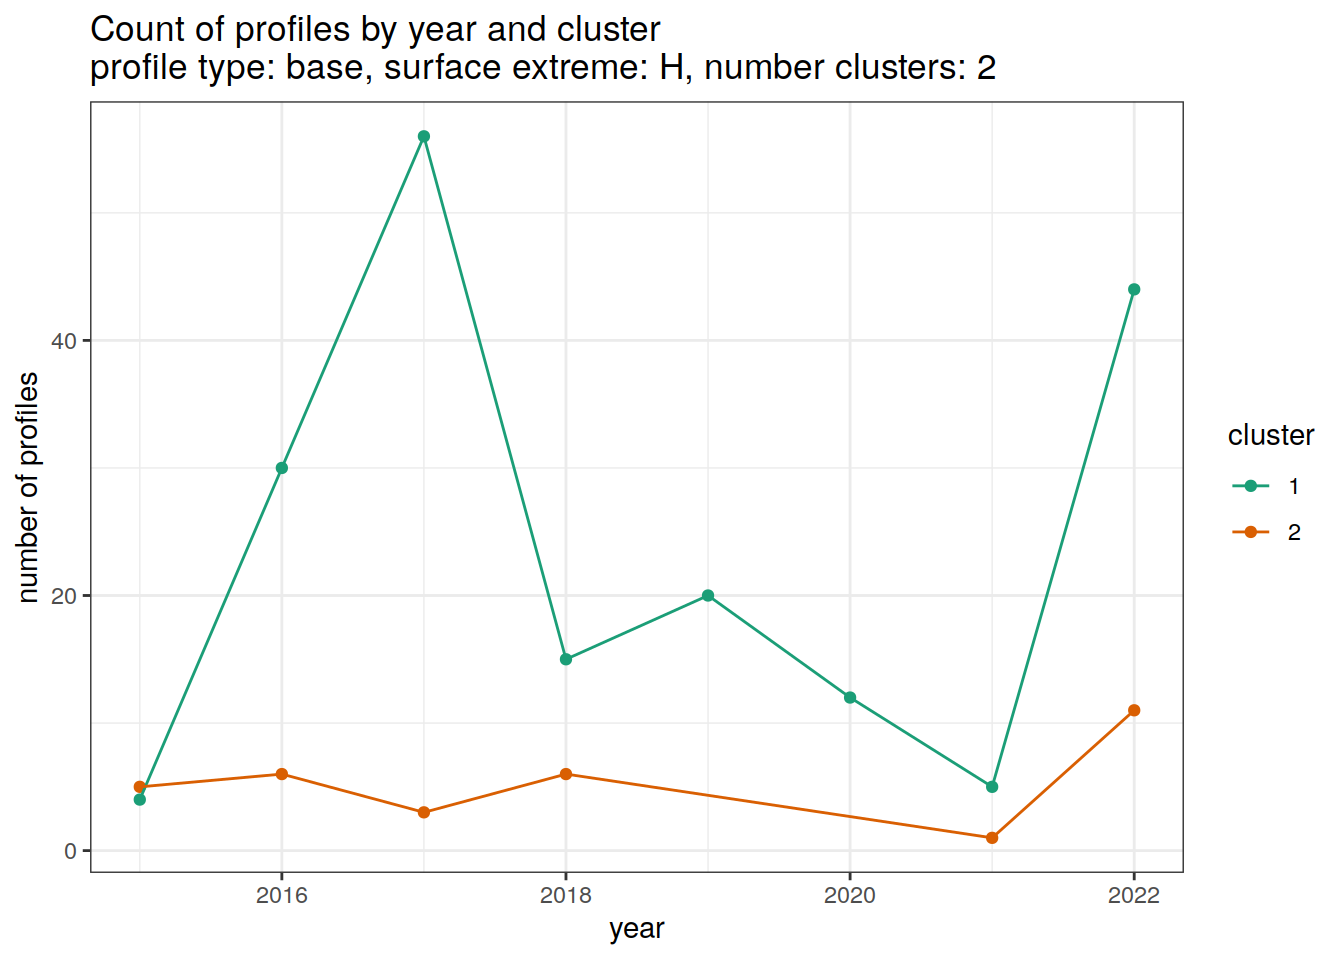 Count of profiles by year and cluster
profile type: base, surface extreme: H, number clusters: 2
number of profiles
40
20
0
2016
2018
2020
2022
year
cluster
1
2